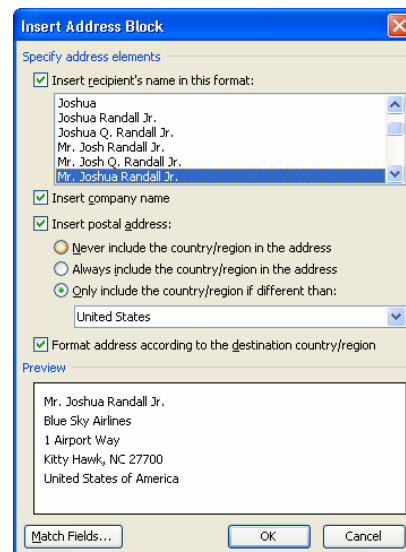 Insert Address Block
Specify address elements
Insert recipient's name in this format:
Joshua
Joshua Randall Jr.
Joshua Q. Randall Jr.
Mr. Josh Randall Jr.
Mr. Josh Q. Randall Jr.
Mr. Joshua Randall Jr.
Insert company name
Insert postal address:
Never include the country/region in the address
Always include the country/region in the address
Only include the country/region if different than:
United States
Format address according to the destination country/region
Preview
Mr. Joshua Randall Jr.
Blue Sky Airlines
1 Airport Way
Kitty Hawk, NC 27700
United States of America
Match Fields... OK Cancel